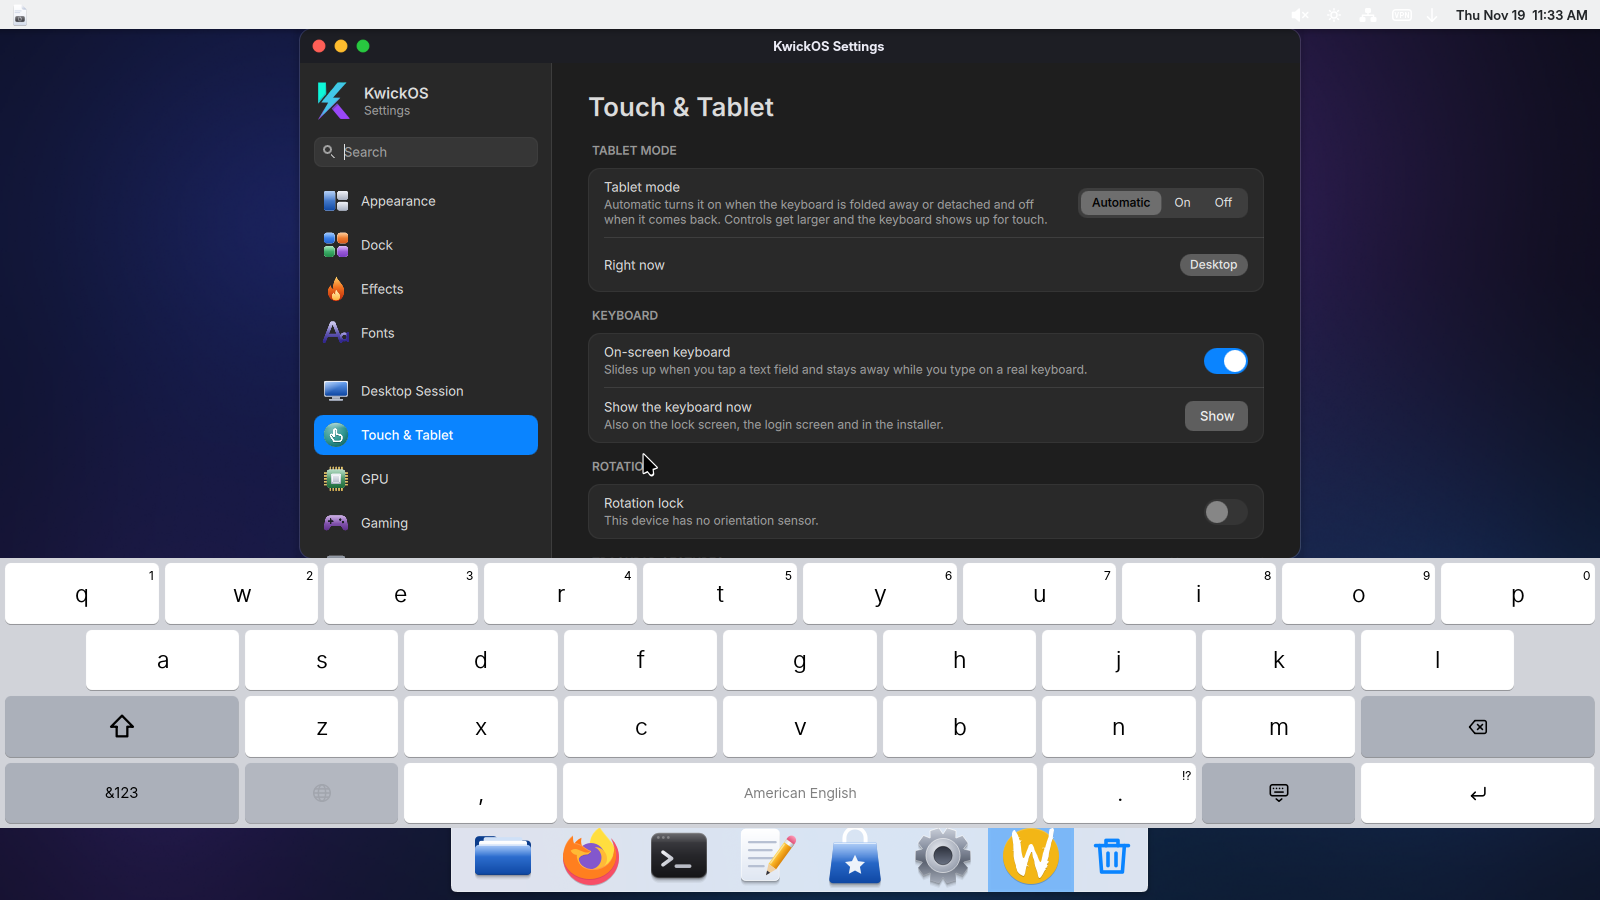 Thu Nov 19 11:33 AM
KwickOS Settings
KwickOS
Settings
Search
Appearance
Dock
Effects
Fonts
Desktop Session
Touch & Tablet
GPU
Gaming
Touch & Tablet
TABLET MODE
Tablet mode
Automatic turns it on when the keyboard is folded away or detached and off
when it comes back. Controls get larger and the keyboard shows up for touch.
Automatic On Off
Right now
Desktop
KEYBOARD
On-screen keyboard
Slides up when you tap a text field and stays away while you type on a real keyboard.
Show the keyboard now
Also on the lock screen, the login screen and in the installer.
Show
Rotation lock
This device has no orientation sensor.
q 1 w 2 e 3 r 4 t 5 y 6 u 7 i 8 o 9 p 0
a s d f g h j k l
z x c v b n m
&123 , American English . !?